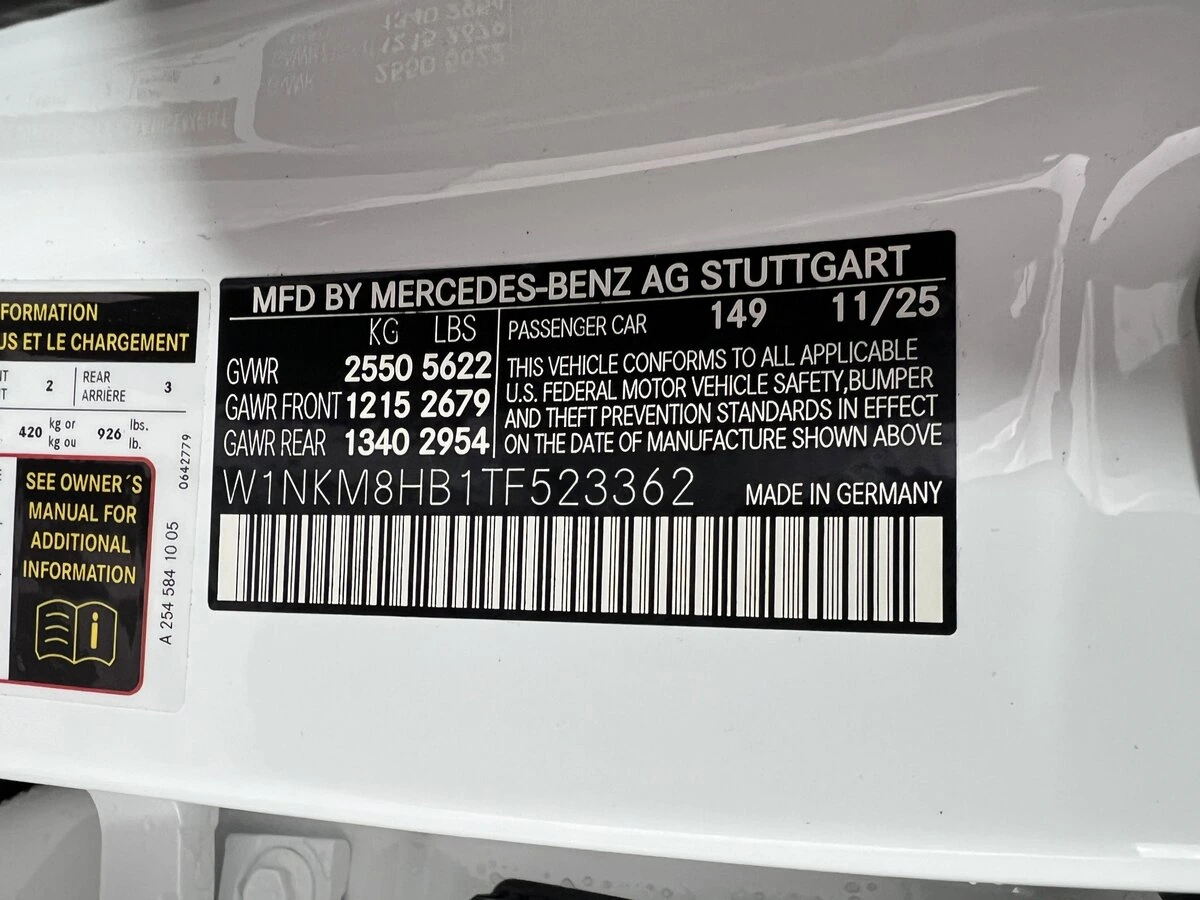 FORMATION
US ET LE CHARGEMENT
2 REAR 3
ARRIÈRE
420 kg or 926 lbs.
kg ou lb.
0642779
SEE OWNER´S
MANUAL FOR
ADDITIONAL
INFORMATION
i
A 254 584 10 05
MFD BY MERCEDES-BENZ AG STUTTGART
KG LBS
GVWR 2550 5622
GAWR FRONT 1215 2679
GAWR REAR 1340 2954
PASSENGER CAR 149 11/25
THIS VEHICLE CONFORMS TO ALL APPLICABLE
U.S. FEDERAL MOTOR VEHICLE SAFETY,BUMPER
AND THEFT PREVENTION STANDARDS IN EFFECT
ON THE DATE OF MANUFACTURE SHOWN ABOVE
W1NKM8HB1TF523362 MADE IN GERMANY